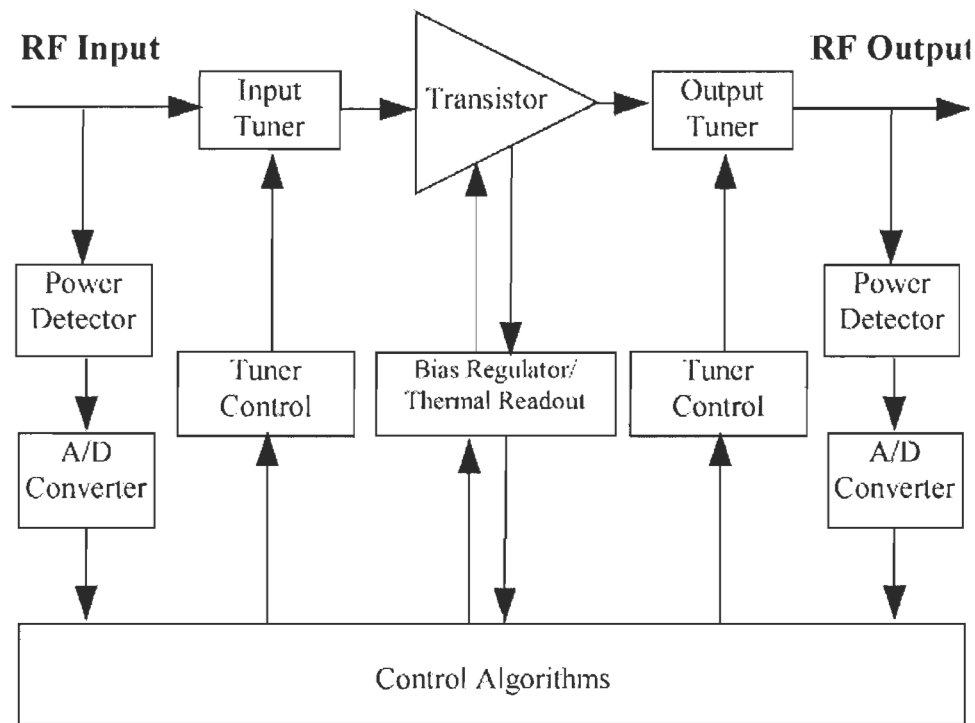 RF Input
RF Output
Input
Tuner
Transistor
Output
Tuner
Power
Detector
Power
Detector
Tuner
Control
Bias Regulator/
Thermal Readout
Tuner
Control
A/D
Converter
A/D
Converter
Control Algorithms